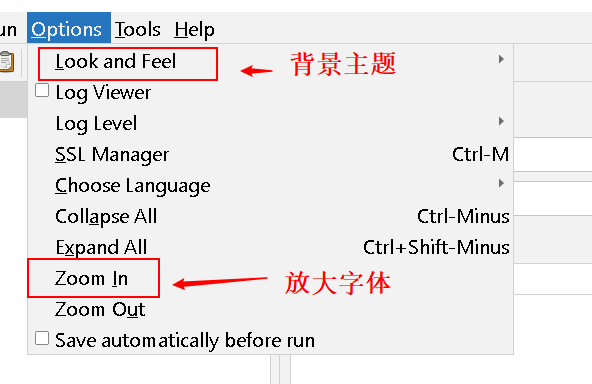 un Options Tools Help
Look and Feel 背景主题
Log Viewer
Log Level
SSL Manager Ctrl-M
Choose Language
Collapse All Ctrl-Minus
Expand All Ctrl+Shift-Minus
Zoom In 放大字体
Zoom Out
Save automatically before run